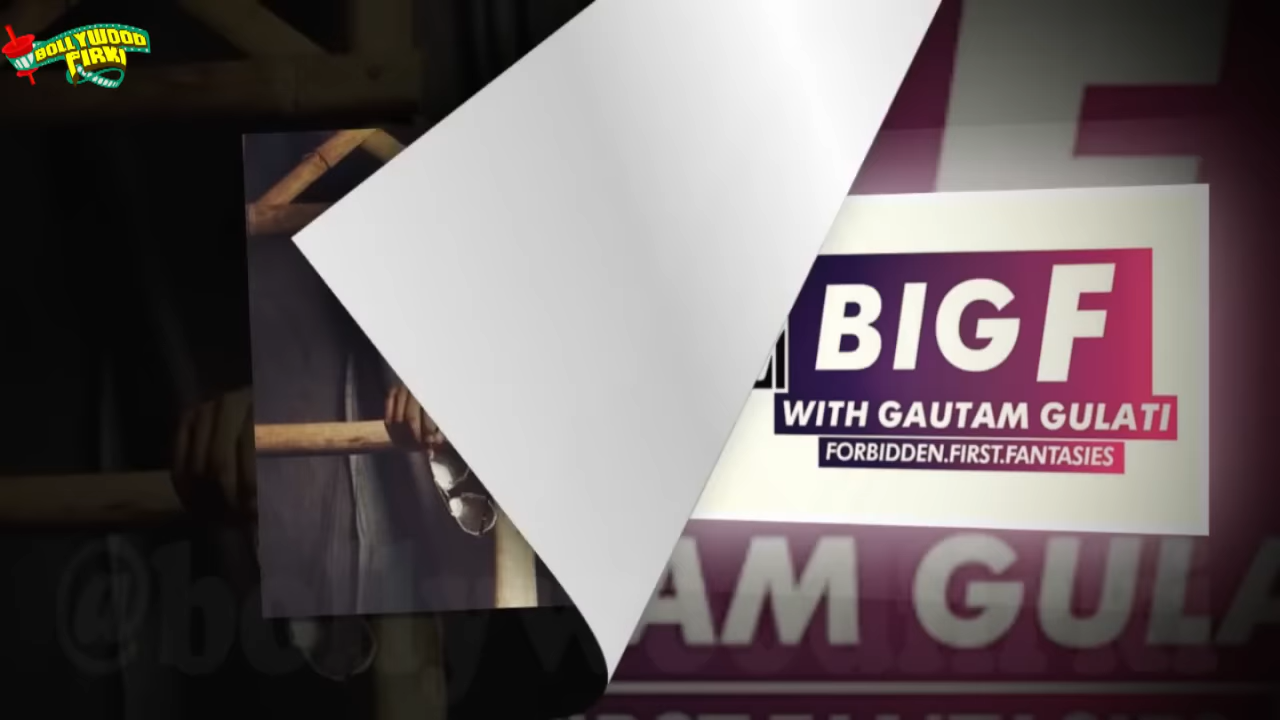 BOLLYWOOD
FIRKI
BIG F
WITH GAUTAM GULATI
FORBIDDEN.FIRST.FANTASIES
AM GULA